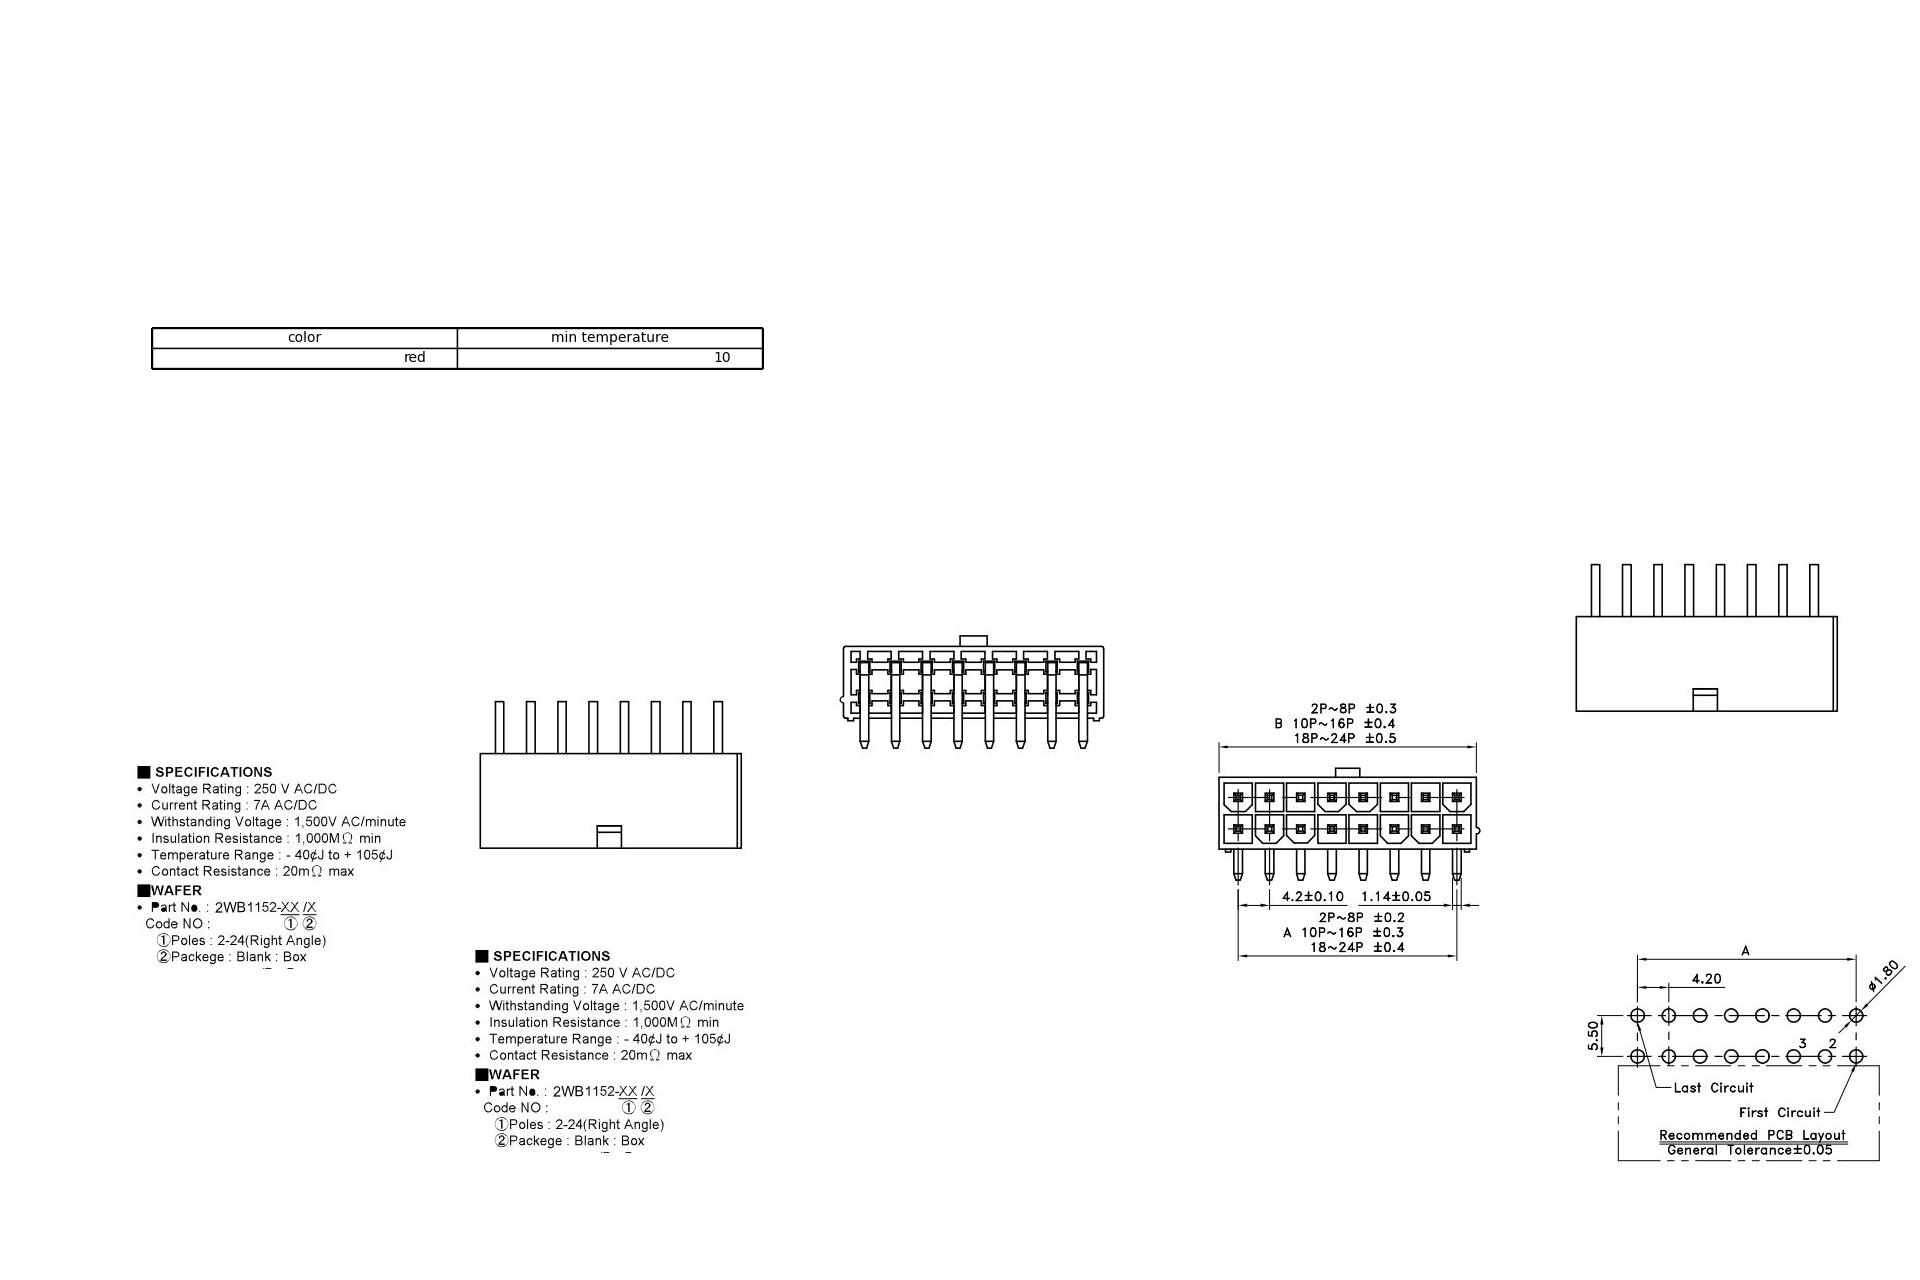 color min temperature
red 10
■ SPECIFICATIONS
• Voltage Rating : 250 V AC/DC
• Current Rating : 7A AC/DC
• Withstanding Voltage : 1,500V AC/minute
• Insulation Resistance : 1,000MΩ min
• Temperature Range : - 40¢J to + 105¢J
• Contact Resistance : 20mΩ max
■WAFER
• Part No. : 2WB1152-XX /X
Code NO : ① ②
①Poles : 2-24(Right Angle)
②Packege : Blank : Box
■ SPECIFICATIONS
• Voltage Rating : 250 V AC/DC
• Current Rating : 7A AC/DC
• Withstanding Voltage : 1,500V AC/minute
• Insulation Resistance : 1,000MΩ min
• Temperature Range : - 40¢J to + 105¢J
• Contact Resistance : 20mΩ max
■WAFER
• Part No. : 2WB1152-XX /X
Code NO : ① ②
①Poles : 2-24(Right Angle)
②Packege : Blank : Box
2P~8P ±0.3
B 10P~16P ±0.4
18P~24P ±0.5
4.2±0.10 1.14±0.05
2P~8P ±0.2
A 10P~16P ±0.3
18~24P ±0.4
A
4.20
ø1.80
5.50
3 2
Last Circuit
First Circuit
Recommended PCB Layout
General Tolerance±0.05